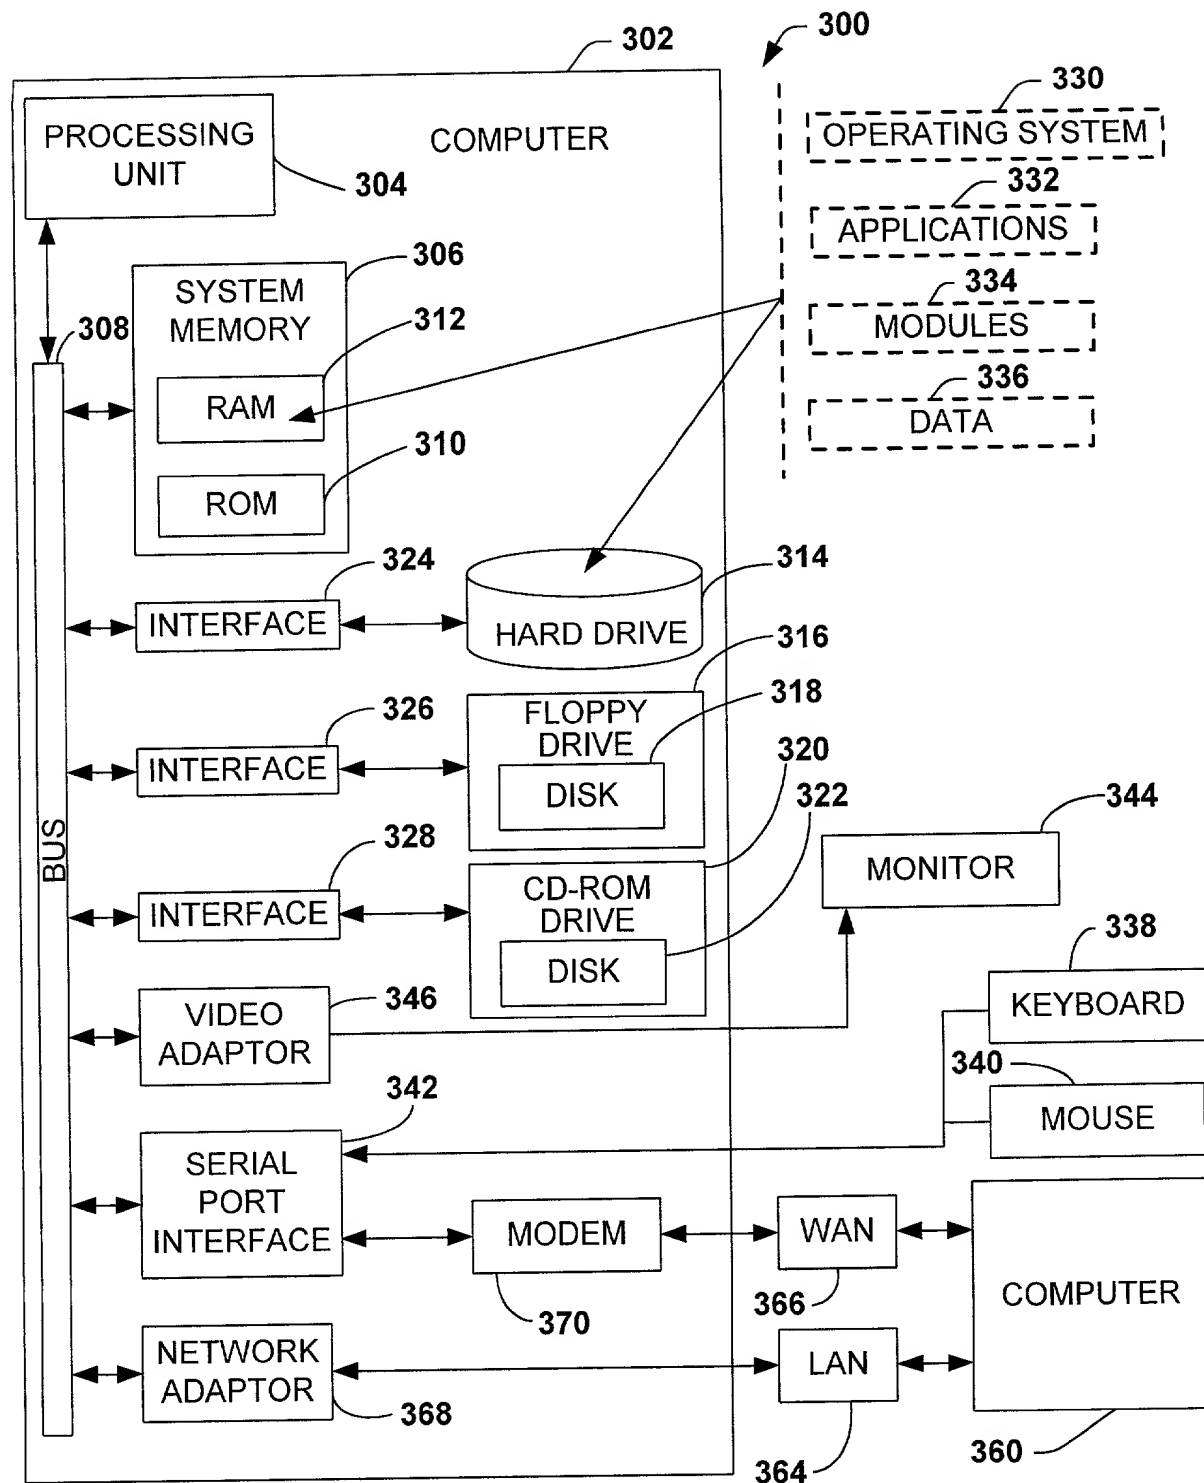 300
302
330
OPERATING SYSTEM
PROCESSING
UNIT
COMPUTER
304
332
APPLICATIONS
306
SYSTEM
MEMORY
334
MODULES
308
312
RAM
336
DATA
310
ROM
324
INTERFACE
314
HARD DRIVE
316
318
326
INTERFACE
FLOPPY
DRIVE
DISK
320
322
344
MONITOR
BUS
328
INTERFACE
CD-ROM
DRIVE
DISK
338
KEYBOARD
346
VIDEO
ADAPTOR
340
MOUSE
342
SERIAL
PORT
INTERFACE
MODEM
370
WAN
366
COMPUTER
360
NETWORK
ADAPTOR
368
LAN
364